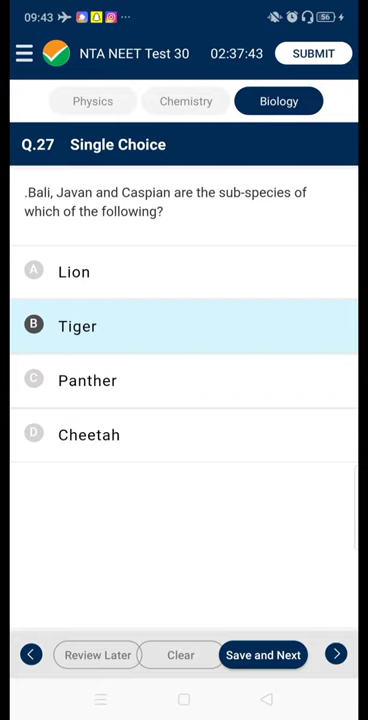 09:43
56
NTA NEET Test 30 02:37:43 SUBMIT
Physics Chemistry Biology
Q.27 Single Choice
.Bali, Javan and Caspian are the sub-species of
which of the following?
A Lion
B Tiger
C Panther
D Cheetah
Review Later Clear Save and Next